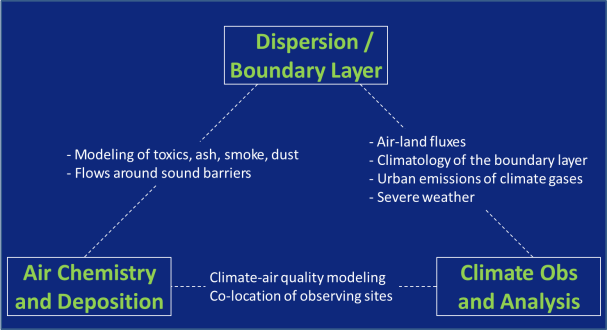 Dispersion /
Boundary Layer
- Modeling of toxics, ash, smoke, dust
- Flows around sound barriers
- Air-land fluxes
- Climatology of the boundary layer
- Urban emissions of climate gases
- Severe weather
Air Chemistry
and Deposition
Climate-air quality modeling
Co-location of observing sites
Climate Obs
and Analysis